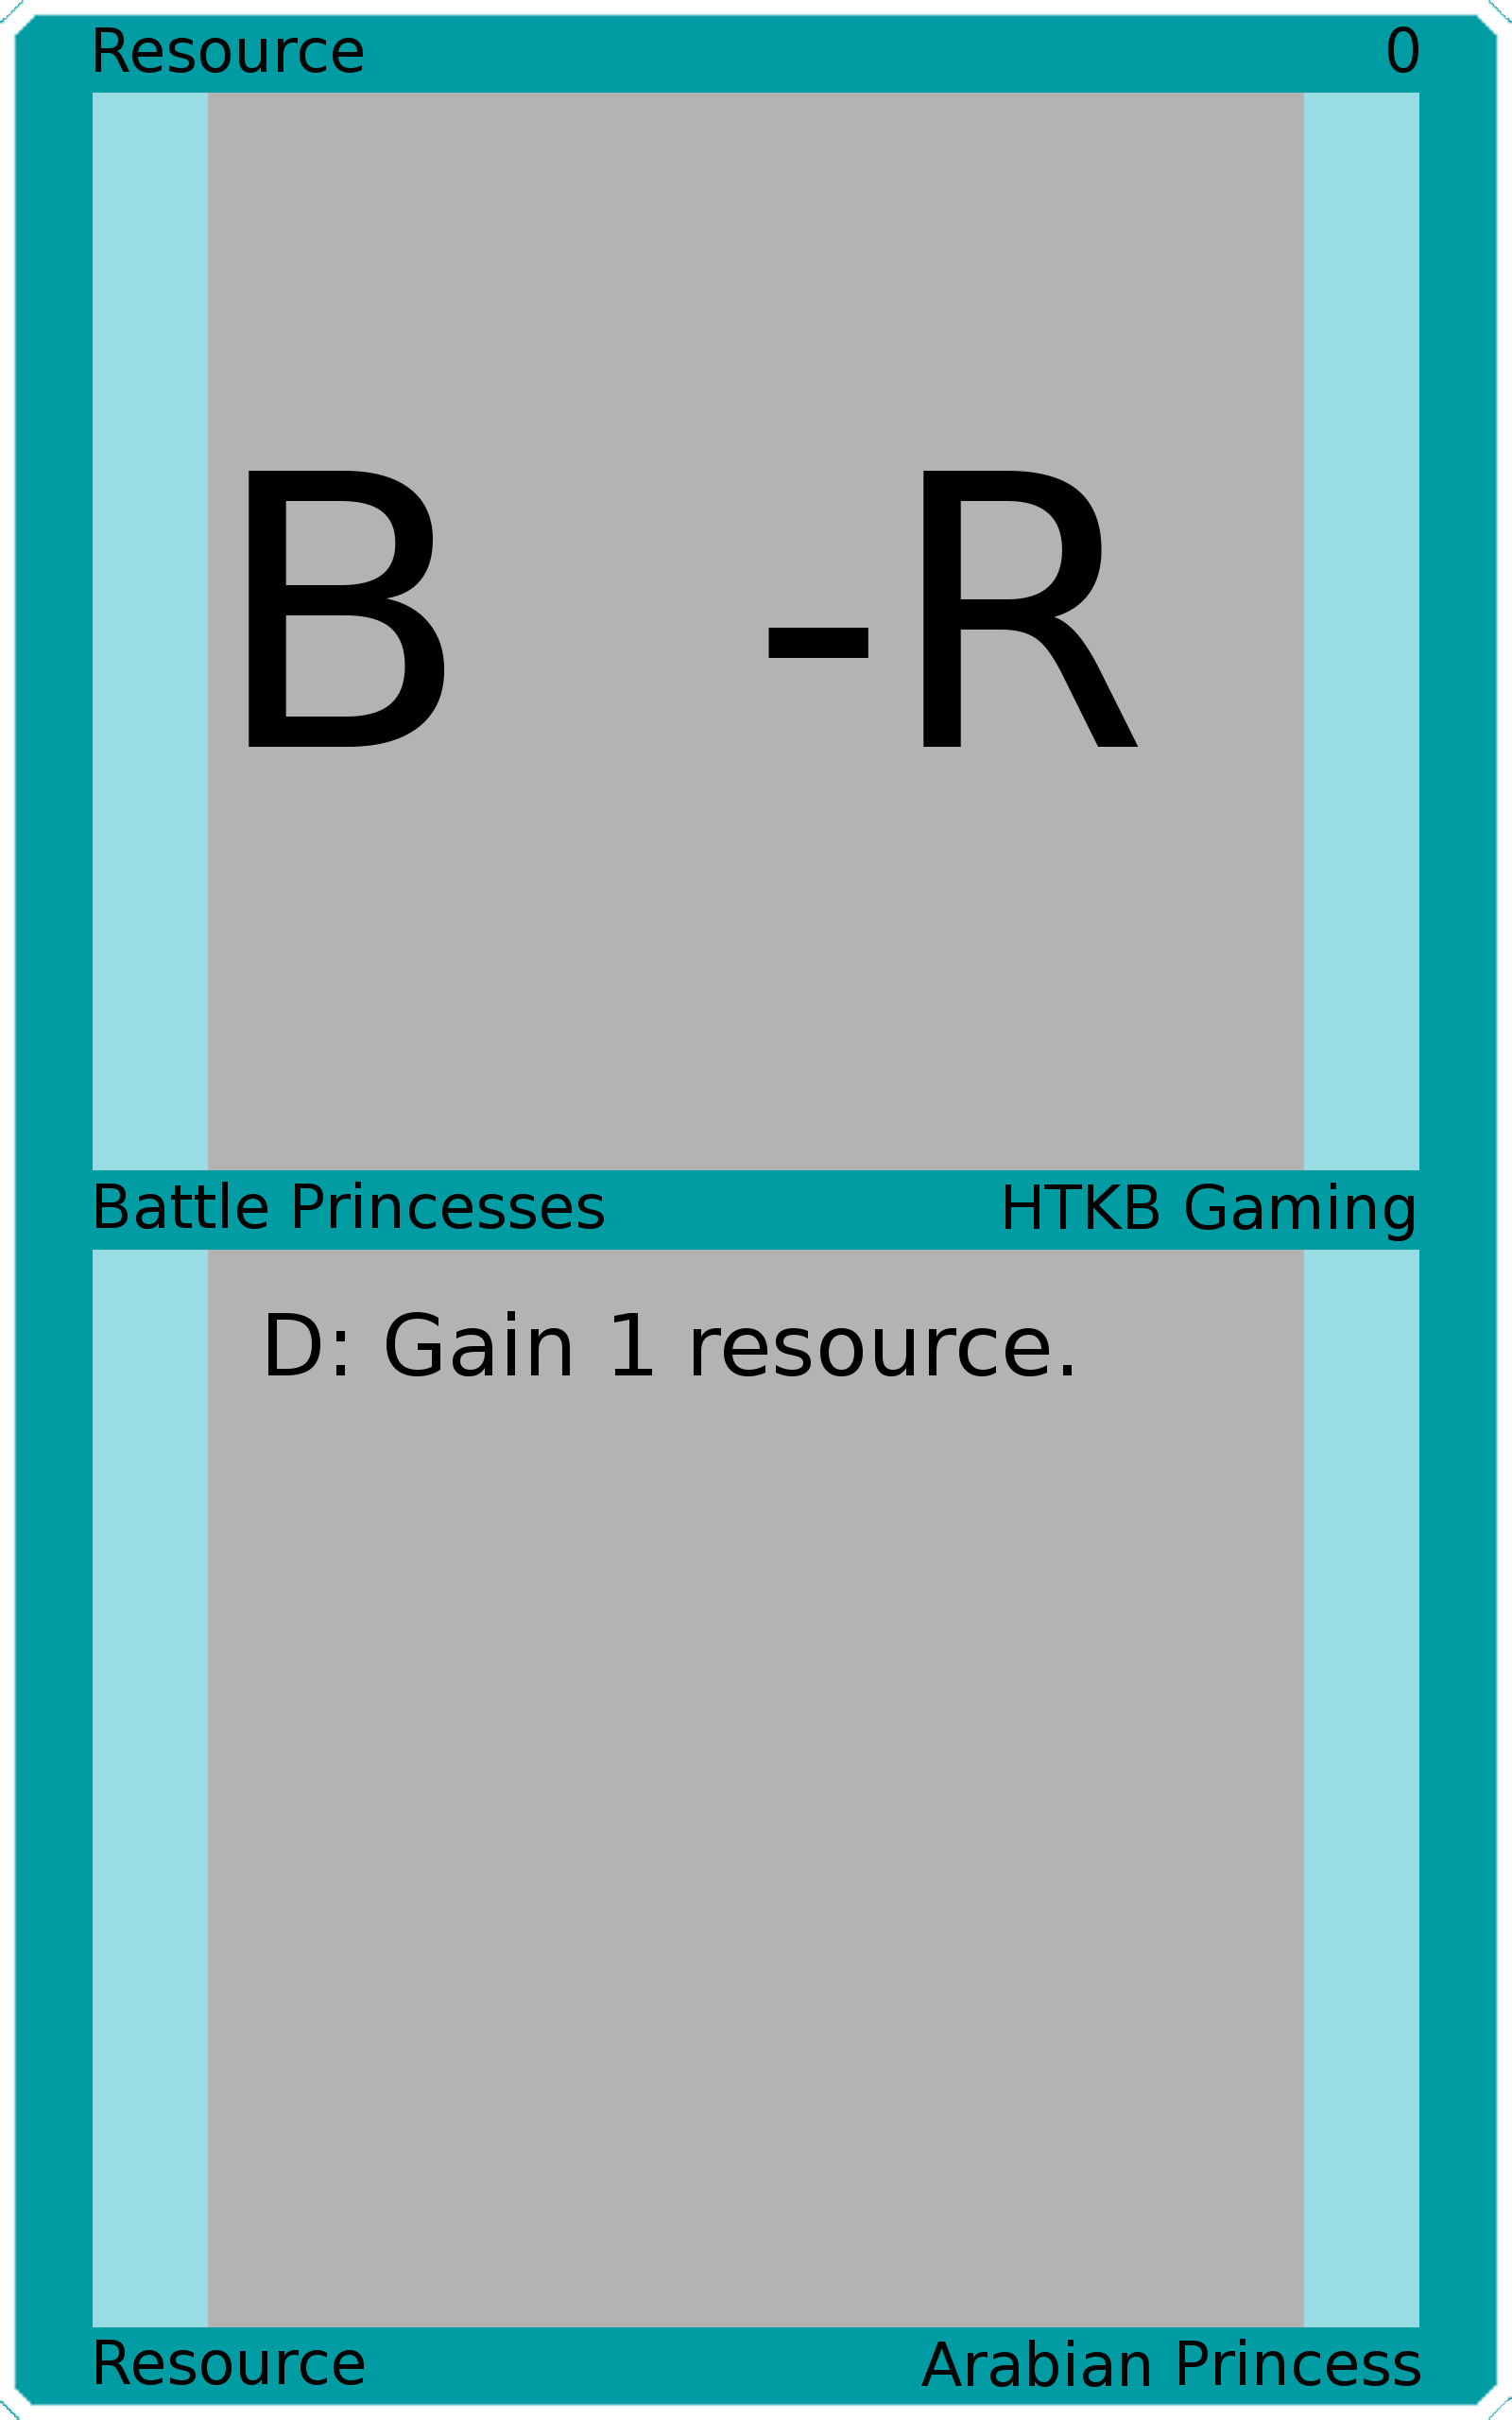 Resource 0
B -R
Battle Princesses HTKB Gaming
D: Gain 1 resource.
Resource Arabian Princess